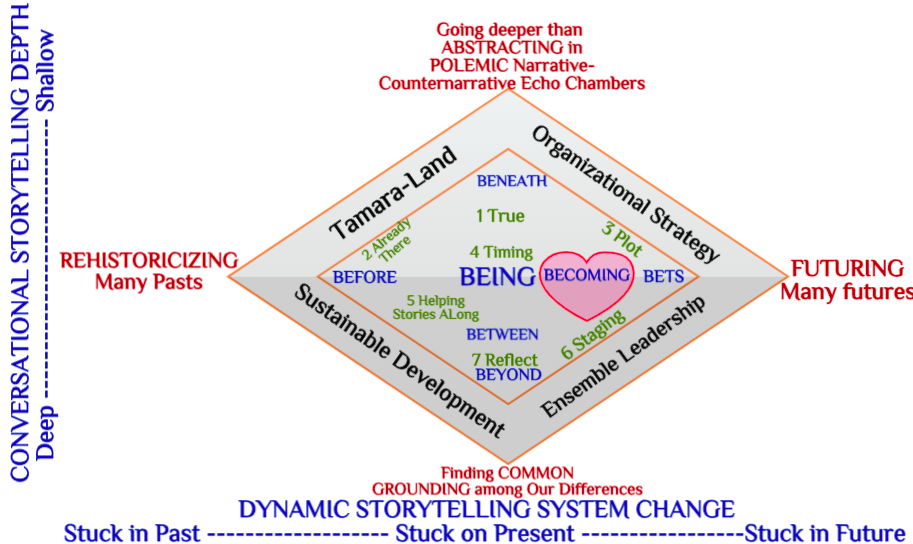 Going deeper than
ABSTRACTING in
POLEMIC Narrative-
Counternarrative Echo Chambers
CONVERSATIONAL STORYTELLING DEPTH
Deep ---------------------- Shallow
Tamara-Land
Organizational Strategy
BENEATH
1 True
2 Already
There
3 Plot
4 Timing
REHISTORICIZING
Many Pasts
BEFORE
BEING
BECOMING
BETS
FUTURING
Many futures
5 Helping
Stories ALong
BETWEEN
6 Staging
7 Reflect
BEYOND
Sustainable Development
Ensemble Leadership
Finding COMMON
GROUNDING among Our Differences
DYNAMIC STORYTELLING SYSTEM CHANGE
Stuck in Past ------------------ Stuck on Present ----------------Stuck in Future